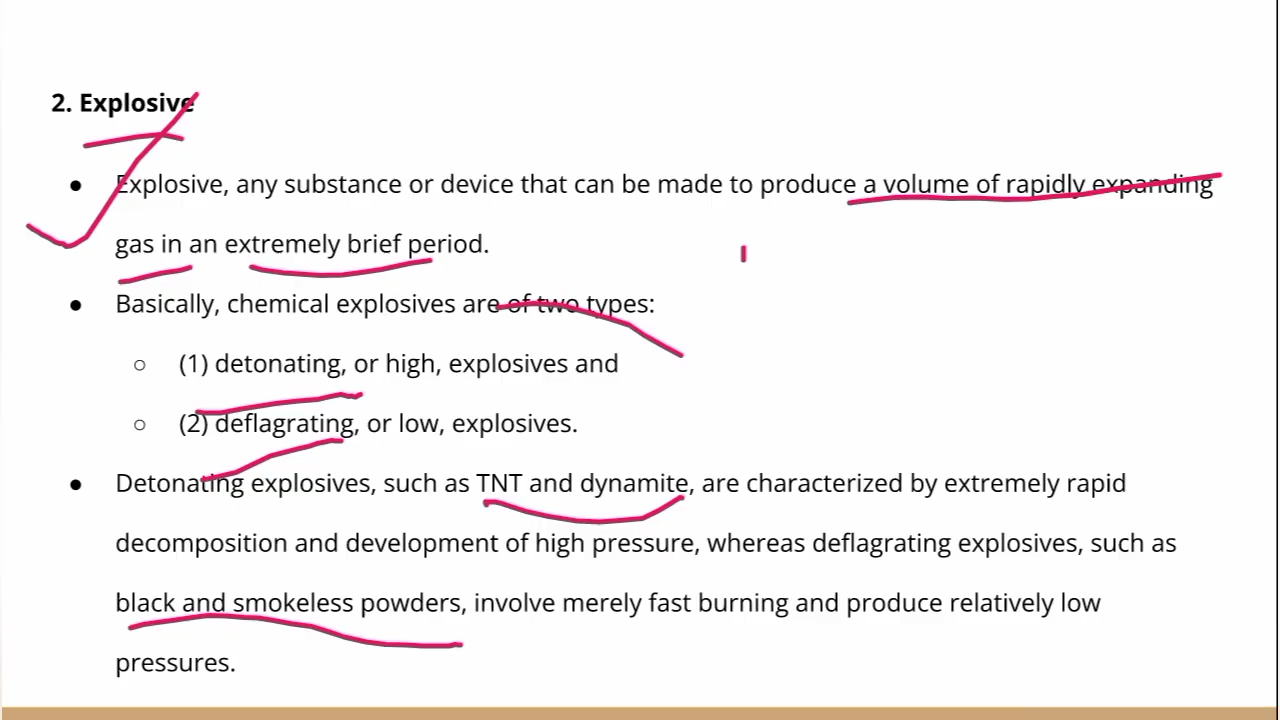 2. Explosive
● Explosive, any substance or device that can be made to produce a volume of rapidly expanding
gas in an extremely brief period.
● Basically, chemical explosives are of two types:
○ (1) detonating, or high, explosives and
○ (2) deflagrating, or low, explosives.
● Detonating explosives, such as TNT and dynamite, are characterized by extremely rapid
decomposition and development of high pressure, whereas deflagrating explosives, such as
black and smokeless powders, involve merely fast burning and produce relatively low
pressures.